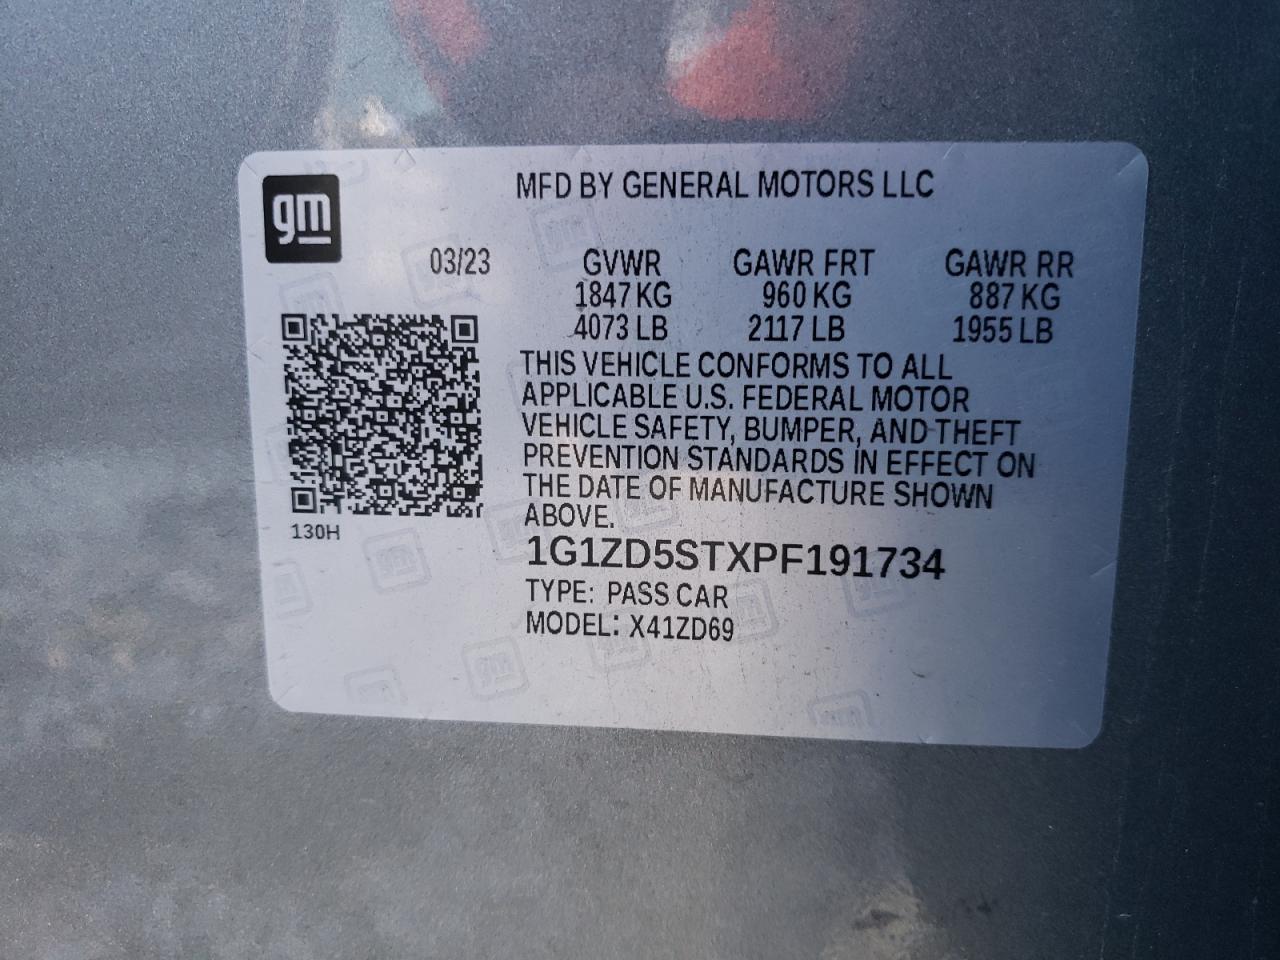 MFD BY GENERAL MOTORS LLC
gm
03/23 GVWR GAWR FRT GAWR RR
1847 KG 960 KG 887 KG
4073 LB 2117 LB 1955 LB
THIS VEHICLE CONFORMS TO ALL
APPLICABLE U.S. FEDERAL MOTOR
VEHICLE SAFETY, BUMPER, AND THEFT
PREVENTION STANDARDS IN EFFECT ON
THE DATE OF MANUFACTURE SHOWN
ABOVE.
130H
1G1ZD5STXPF191734
TYPE: PASS CAR
MODEL: X41ZD69